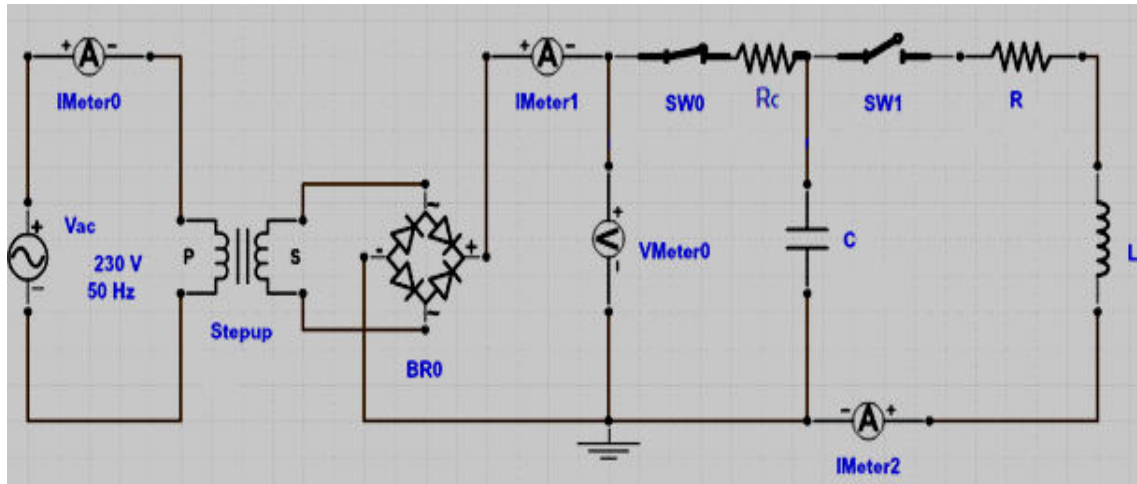 + A -
IMeter0
+ A -
IMeter1
SW0
Rc
SW1
R
Vac
+
230 V
50 Hz
-
P
S
Stepup
~
-
+
~
BR0
+
V
-
VMeter0
C
L
- A +
IMeter2